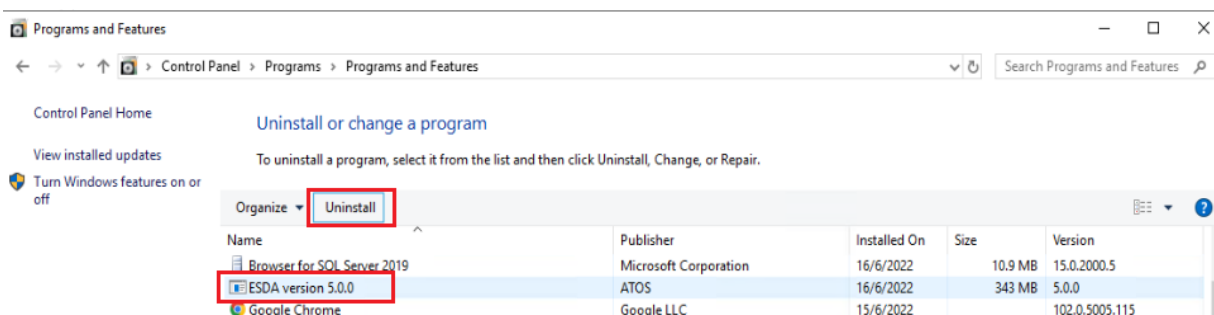 Programs and Features
Control Panel > Programs > Programs and Features
Search Programs and Features
Control Panel Home
Uninstall or change a program
View installed updates
To uninstall a program, select it from the list and then click Uninstall, Change, or Repair.
Turn Windows features on or
off
Organize Uninstall
Name Publisher Installed On Size Version
Browser for SQL Server 2019 Microsoft Corporation 16/6/2022 10.9 MB 15.0.2000.5
ESDA version 5.0.0 ATOS 16/6/2022 343 MB 5.0.0
Google Chrome Google LLC 15/6/2022 102.0.5005.115